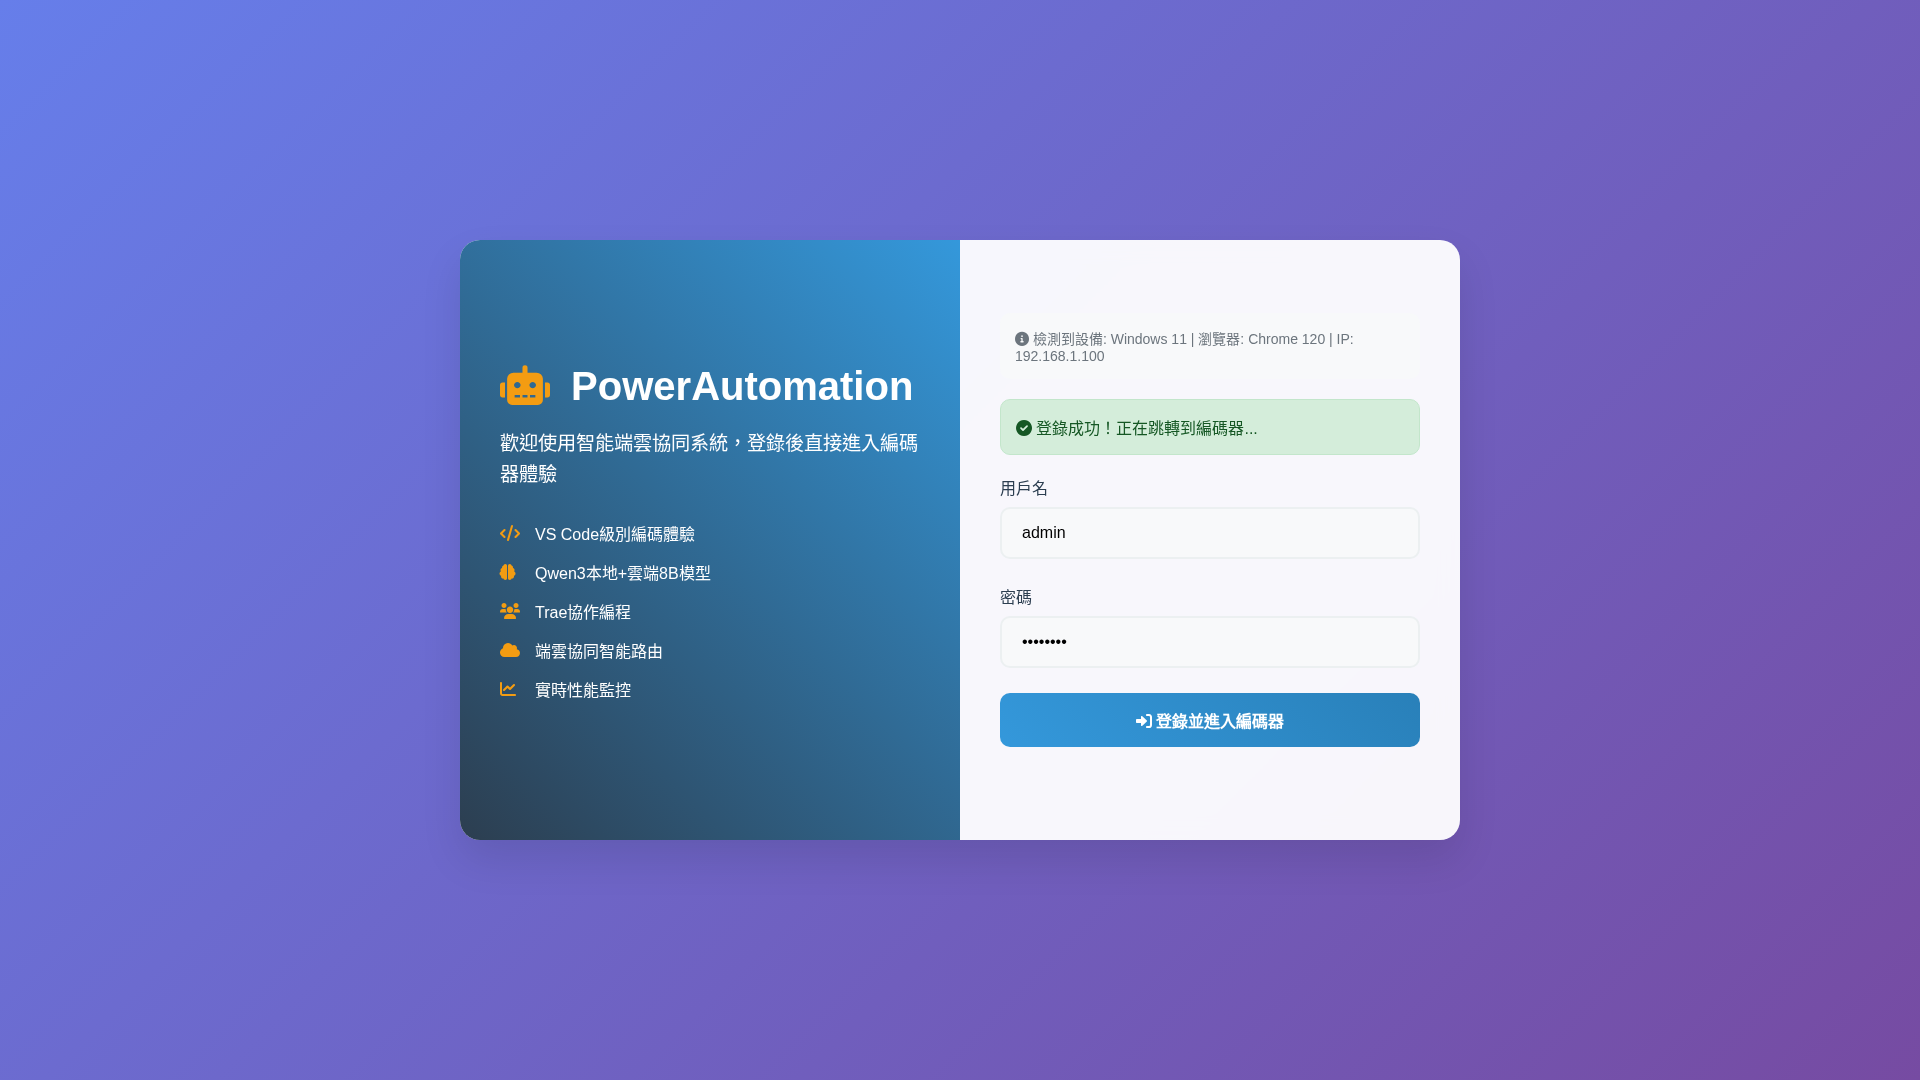 PowerAutomation
歡迎使用智能端雲協同系統，登錄後直接進入編碼
器體驗
VS Code級別編碼體驗
Qwen3本地+雲端8B模型
Trae協作編程
端雲協同智能路由
實時性能監控
檢測到設備: Windows 11 | 瀏覽器: Chrome 120 | IP:
192.168.1.100
登錄成功！正在跳轉到編碼器...
用戶名
admin
密碼
••••••••
登錄並進入編碼器